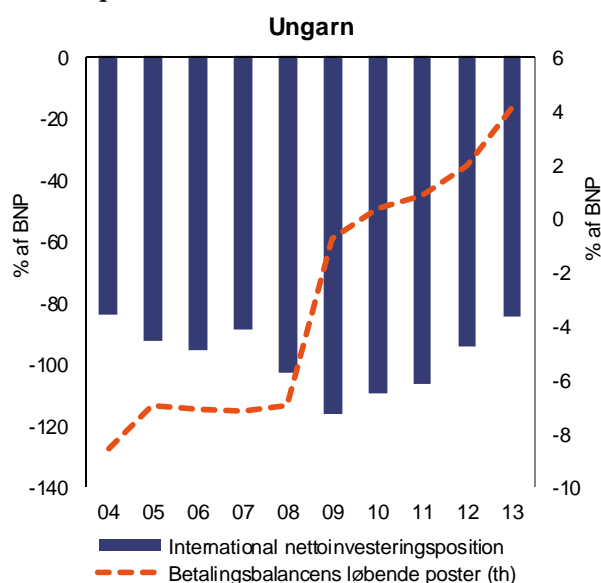 Ungarn
0
-20
-40
-60
-80
-100
-120
-140
% af BNP
6
4
2
0
-2
-4
-6
-8
-10
% af BNP
04 05 06 07 08 09 10 11 12 13
International nettoinvesteringsposition
Betalingsbalancens løbende poster (th)